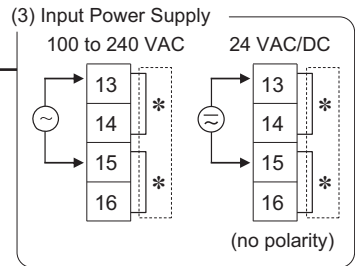 (3) Input Power Supply
100 to 240 VAC 24 VAC/DC
13 13
14 * 14 *
15 15
16 * 16 *
(no polarity)